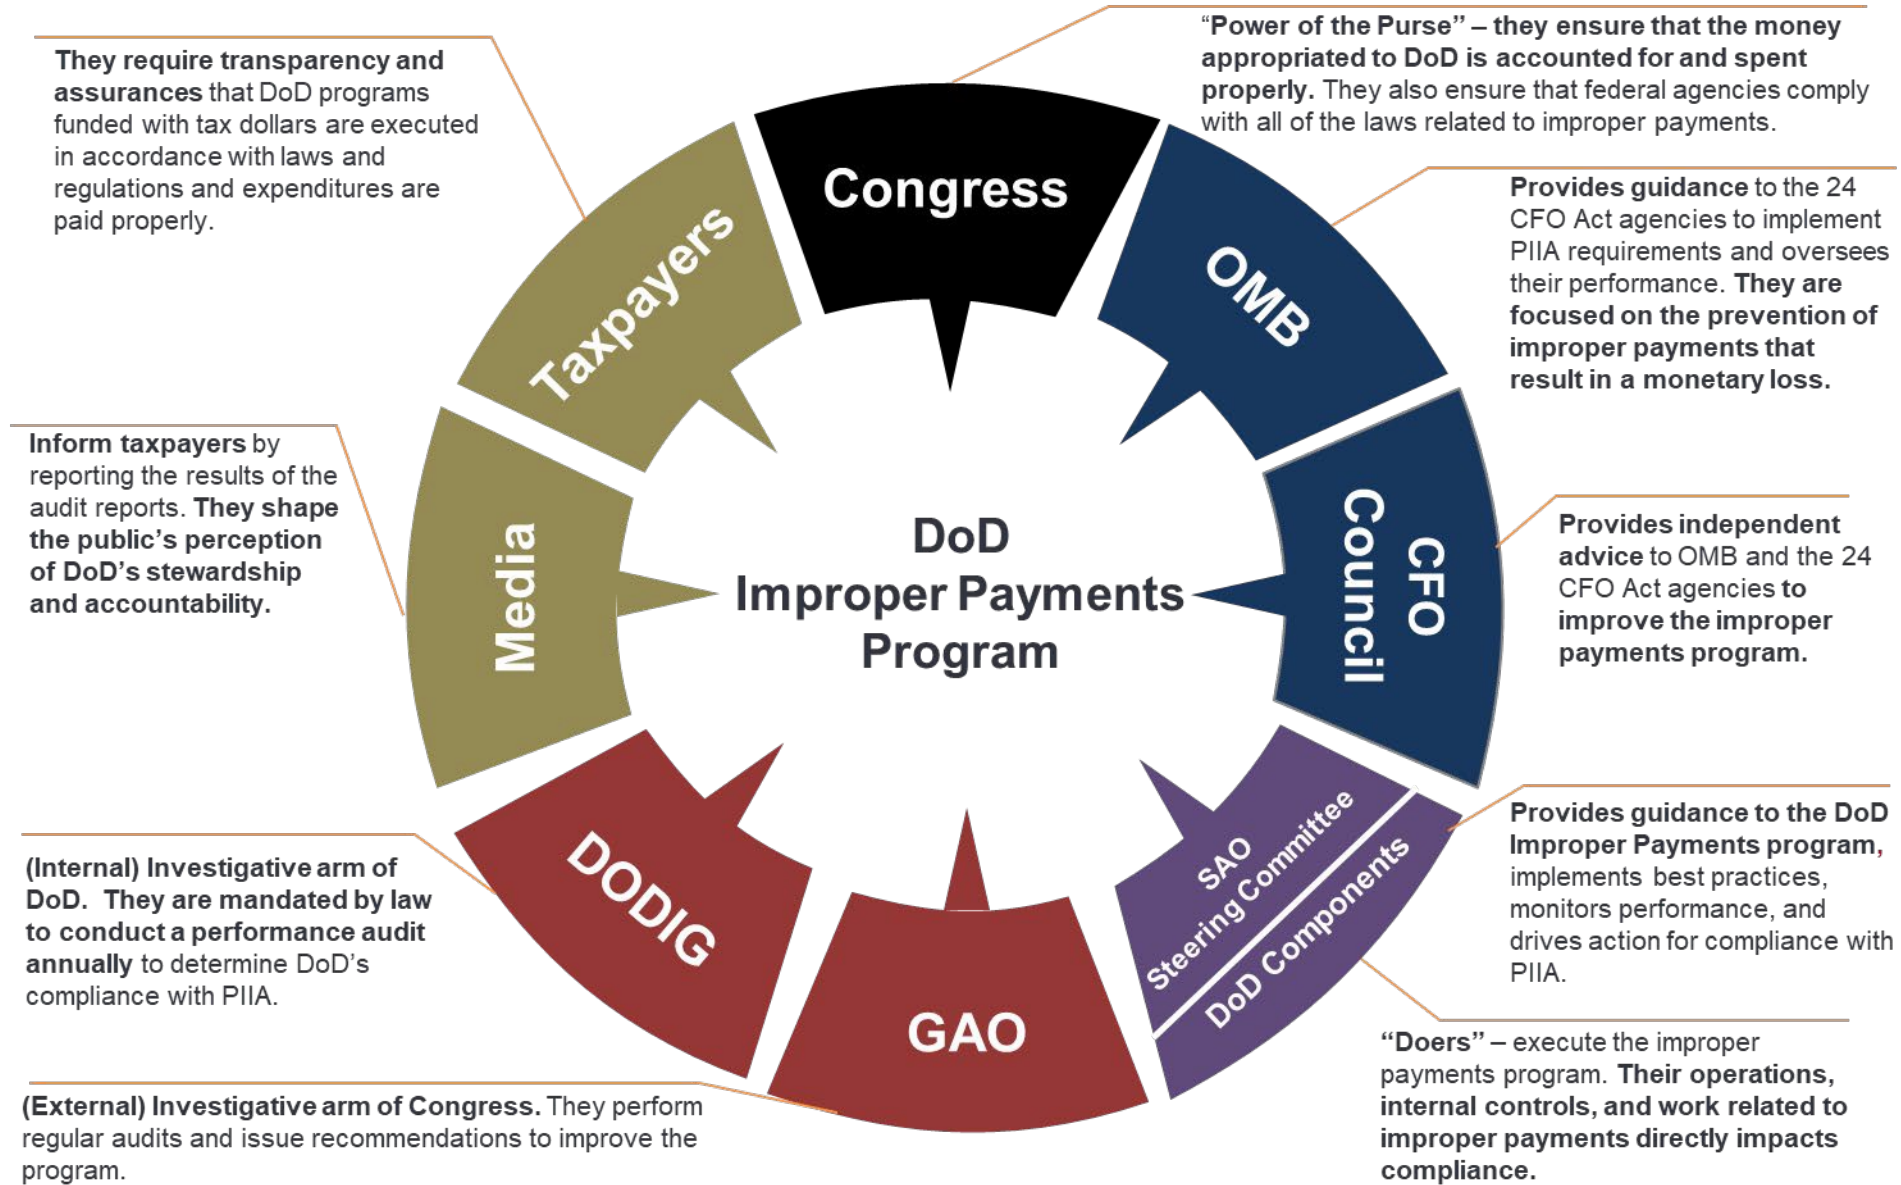 They require transparency and
assurances that DoD programs
funded with tax dollars are executed
in accordance with laws and
regulations and expenditures are
paid properly.
“Power of the Purse” – they ensure that the money
appropriated to DoD is accounted for and spent
properly. They also ensure that federal agencies comply
with all of the laws related to improper payments.
Congress
Taxpayers
OMB
Provides guidance to the 24
CFO Act agencies to implement
PIIA requirements and oversees
their performance. They are
focused on the prevention of
improper payments that
result in a monetary loss.
Inform taxpayers by
reporting the results of the
audit reports. They shape
the public’s perception
of DoD’s stewardship
and accountability.
Media
DoD
Improper Payments
Program
CFO
Council
Provides independent
advice to OMB and the 24
CFO Act agencies to
improve the improper
payments program.
(Internal) Investigative arm of
DoD. They are mandated by law
to conduct a performance audit
annually to determine DoD’s
compliance with PIIA.
DODIG
GAO
SAO
Steering Committee
DoD Components
Provides guidance to the DoD
Improper Payments program,
implements best practices,
monitors performance, and
drives action for compliance with
PIIA.
(External) Investigative arm of Congress. They perform
regular audits and issue recommendations to improve the
program.
“Doers” – execute the improper
payments program. Their operations,
internal controls, and work related to
improper payments directly impacts
compliance.